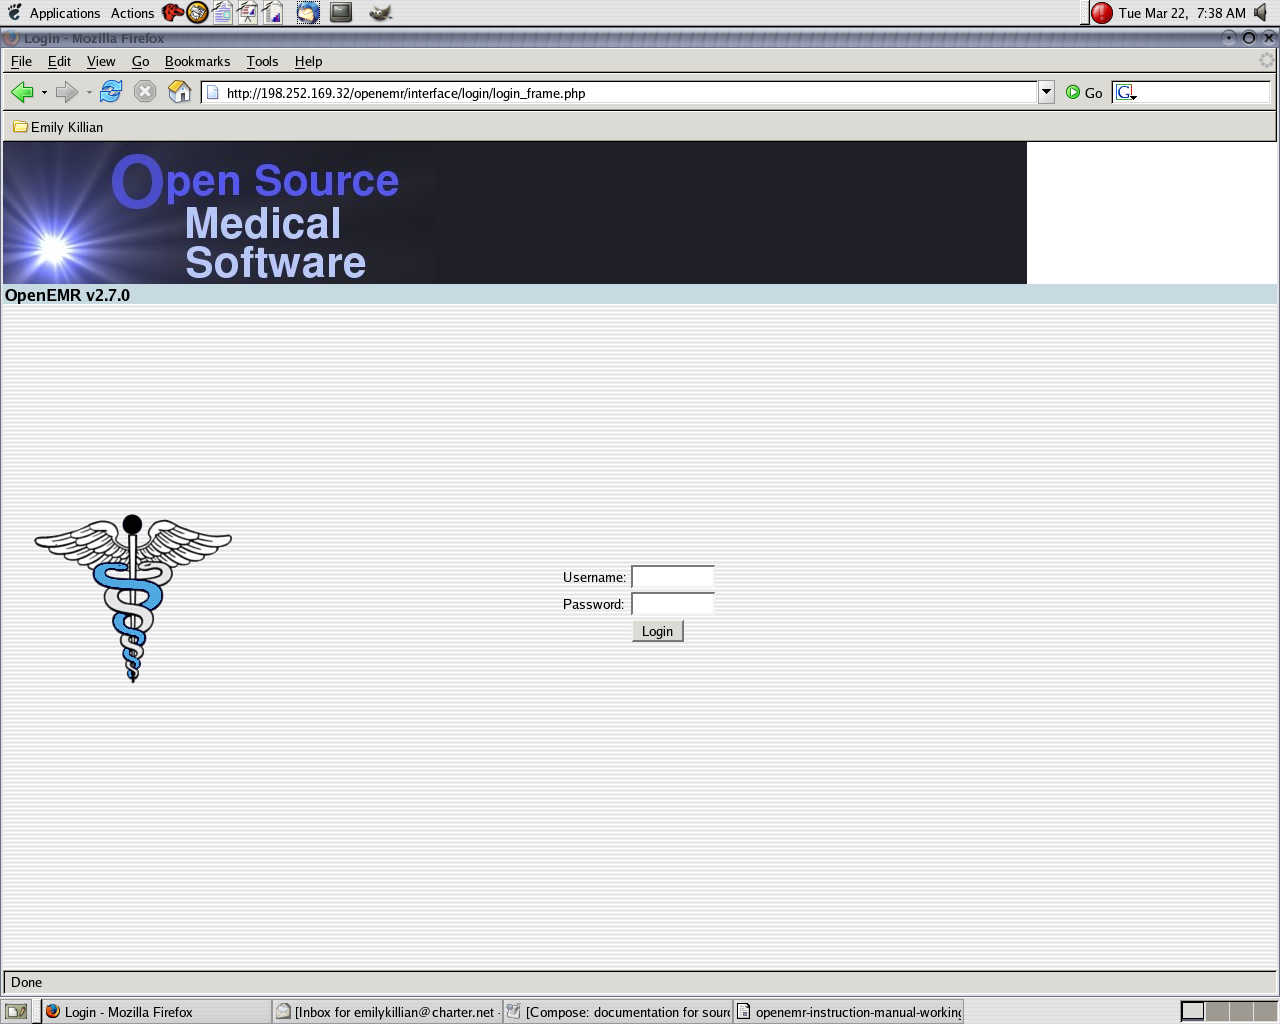 Applications Actions Tue Mar 22, 7:38 AM
Login - Mozilla Firefox
File Edit View Go Bookmarks Tools Help
http://198.252.169.32/openemr/interface/login/login_frame.php Go G
Emily Killian
Open Source
Medical
Software
OpenEMR v2.7.0
Username:
Password:
Login
Done
Login - Mozilla Firefox [Inbox for emilykillian@charter.net - [Compose: documentation for sour openemr-instruction-manual-working